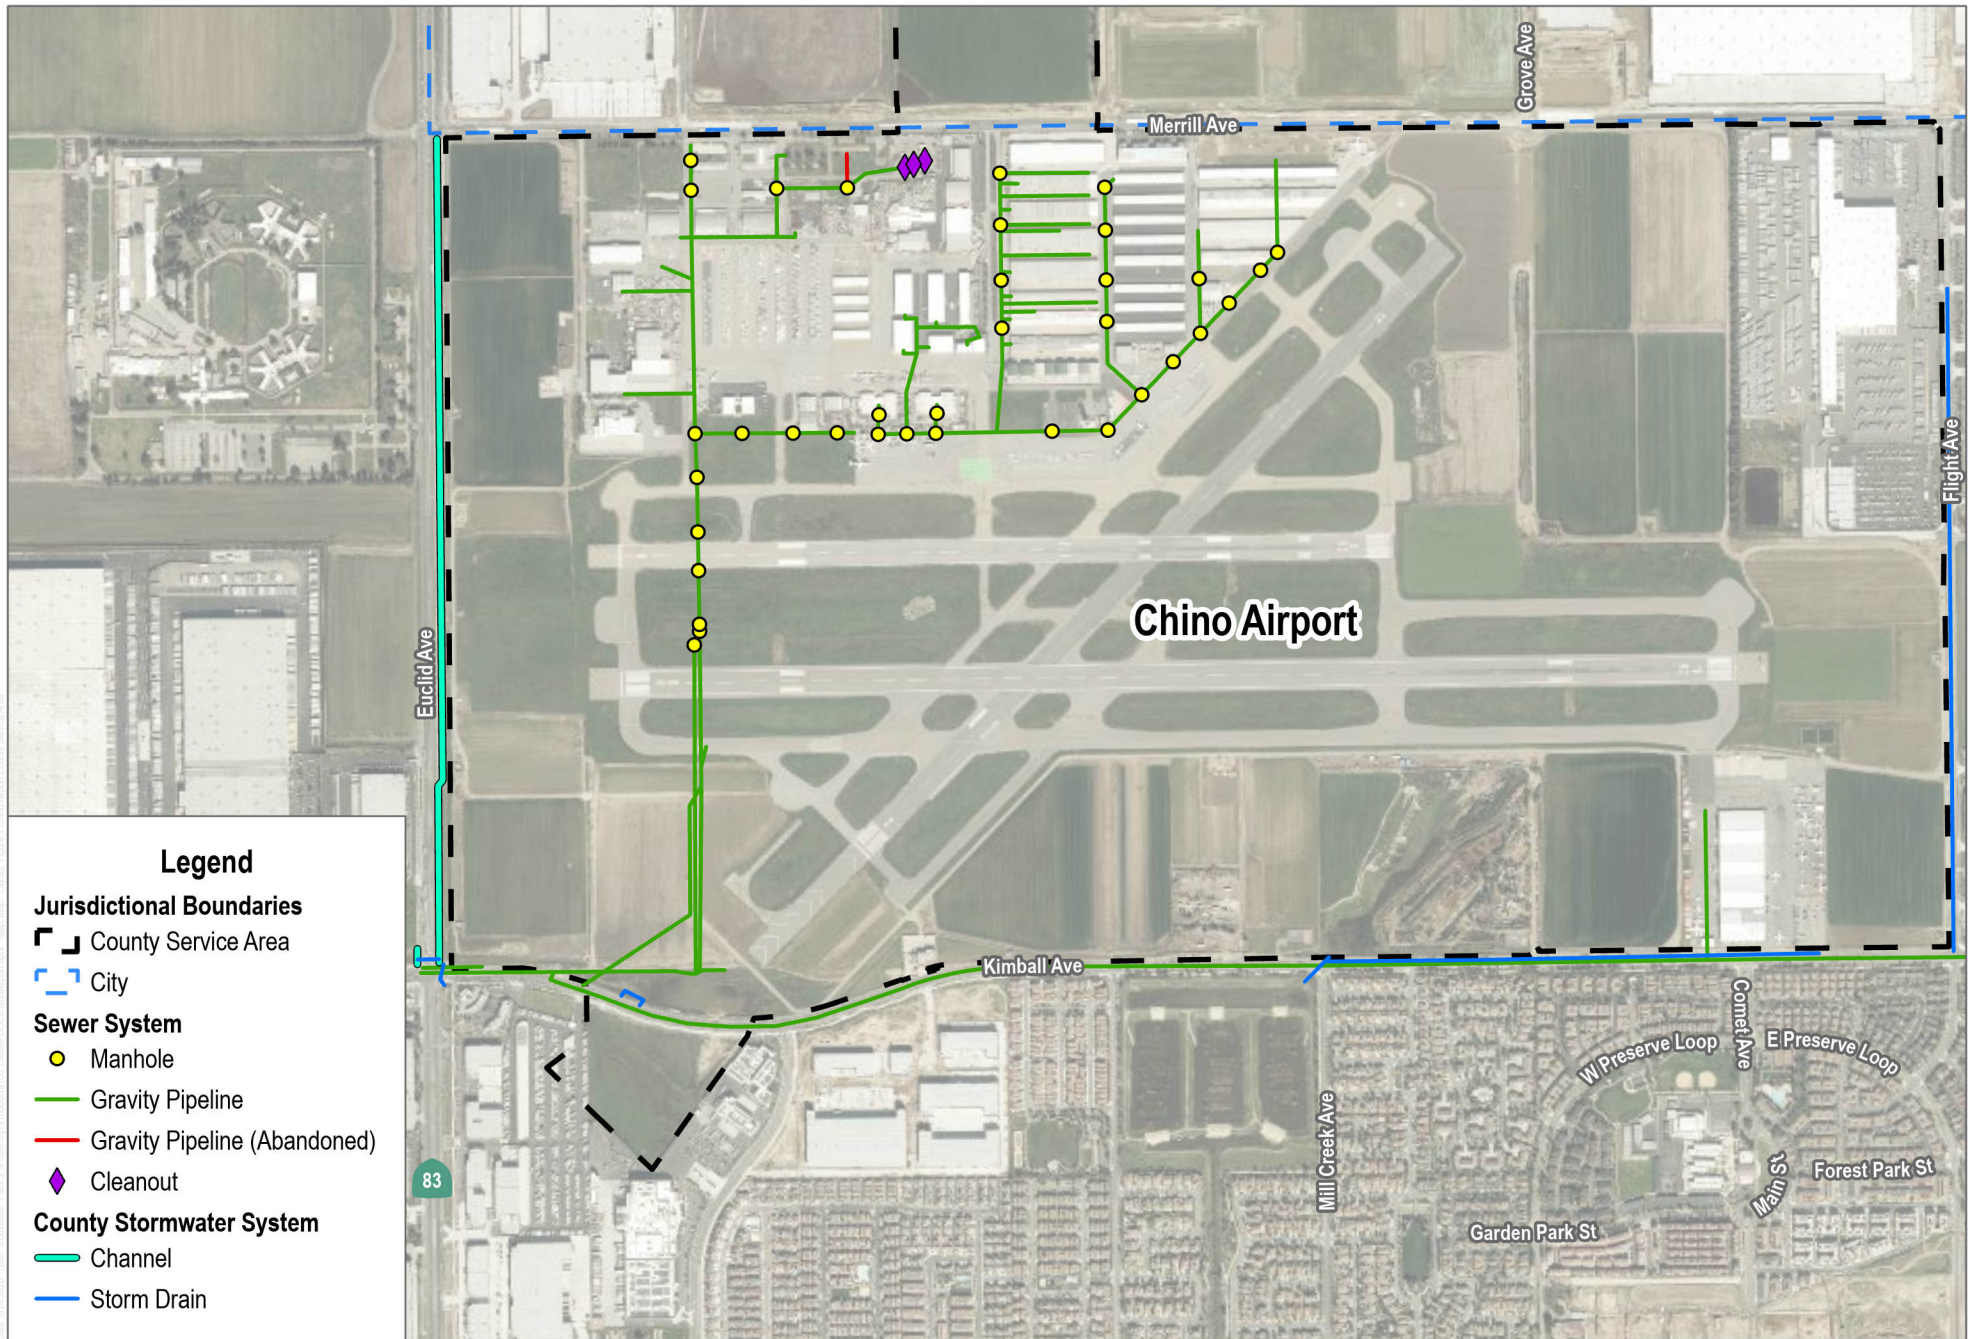 Grove Ave
Merrill Ave
Flight Ave
Chino Airport
Euclid Ave
Kimball Ave
Comet Ave
W Preserve Loop
E Preserve Loop
Mill Creek Ave
Main St
Forest Park St
Garden Park St
83
Legend
Jurisdictional Boundaries
County Service Area
City
Sewer System
Manhole
Gravity Pipeline
Gravity Pipeline (Abandoned)
Cleanout
County Stormwater System
Channel
Storm Drain